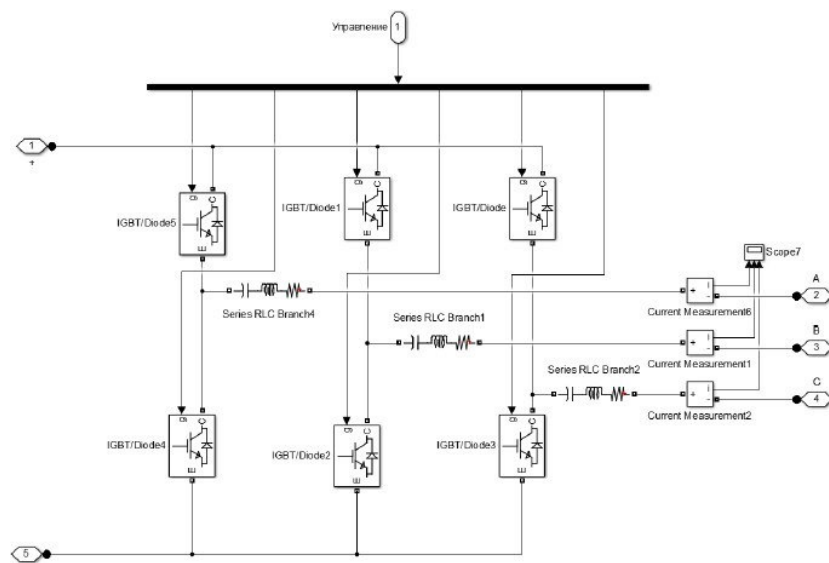 Управление
1
1
+
g
C
E
IGBT/Diode5
g
C
E
IGBT/Diode1
g
C
E
IGBT/Diode
Scope7
Series RLC Branch4
+
i
-
Current Measurement6
A
2
Series RLC Branch1
+
i
-
Current Measurement1
B
3
Series RLC Branch2
+
i
-
Current Measurement2
C
4
g
C
E
IGBT/Diode4
g
C
E
IGBT/Diode2
g
C
E
IGBT/Diode3
5